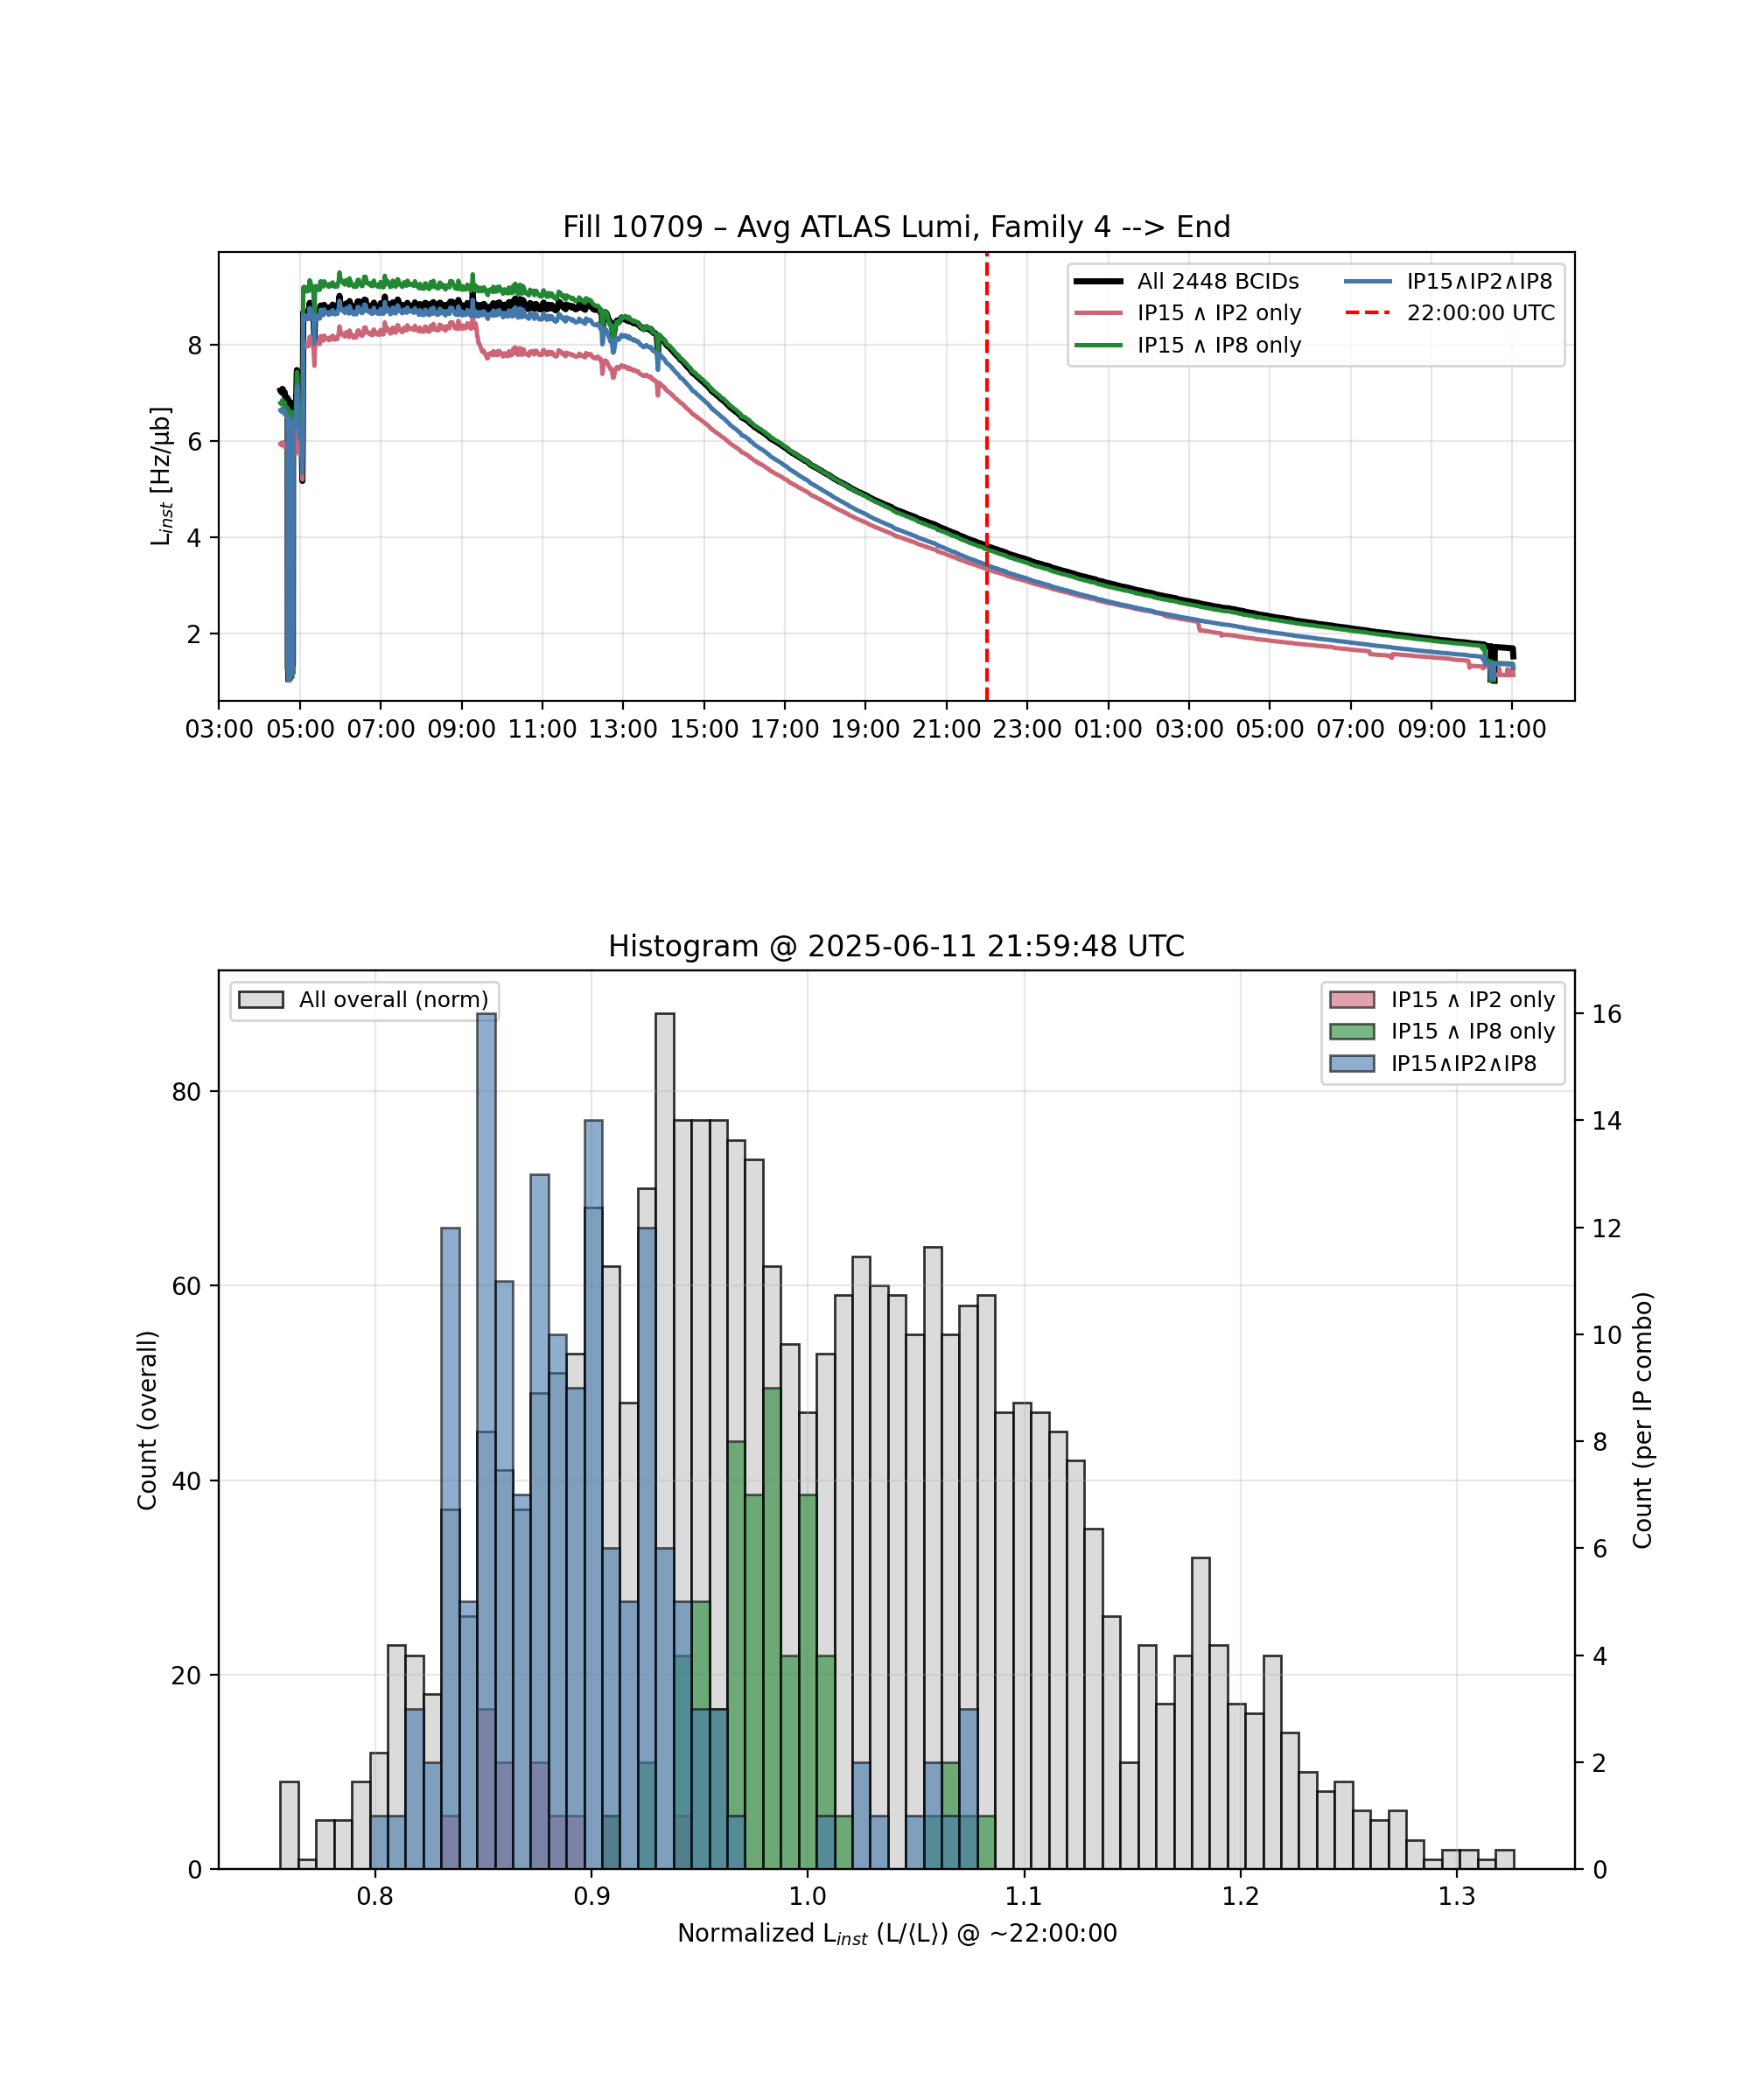 Fill 10709 – Avg ATLAS Lumi, Family 4 --> End
All 2448 BCIDs
IP15 ∧ IP2 only
IP15 ∧ IP8 only
IP15∧IP2∧IP8
22:00:00 UTC
L_inst [Hz/μb]
8
6
4
2
03:00 05:00 07:00 09:00 11:00 13:00 15:00 17:00 19:00 21:00 23:00 01:00 03:00 05:00 07:00 09:00 11:00
Histogram @ 2025-06-11 21:59:48 UTC
All overall (norm)
IP15 ∧ IP2 only
IP15 ∧ IP8 only
IP15∧IP2∧IP8
Count (overall)
80
60
40
20
0
Count (per IP combo)
16
14
12
10
8
6
4
2
0
0.8 0.9 1.0 1.1 1.2 1.3
Normalized L_inst (L/⟨L⟩) @ ~22:00:00